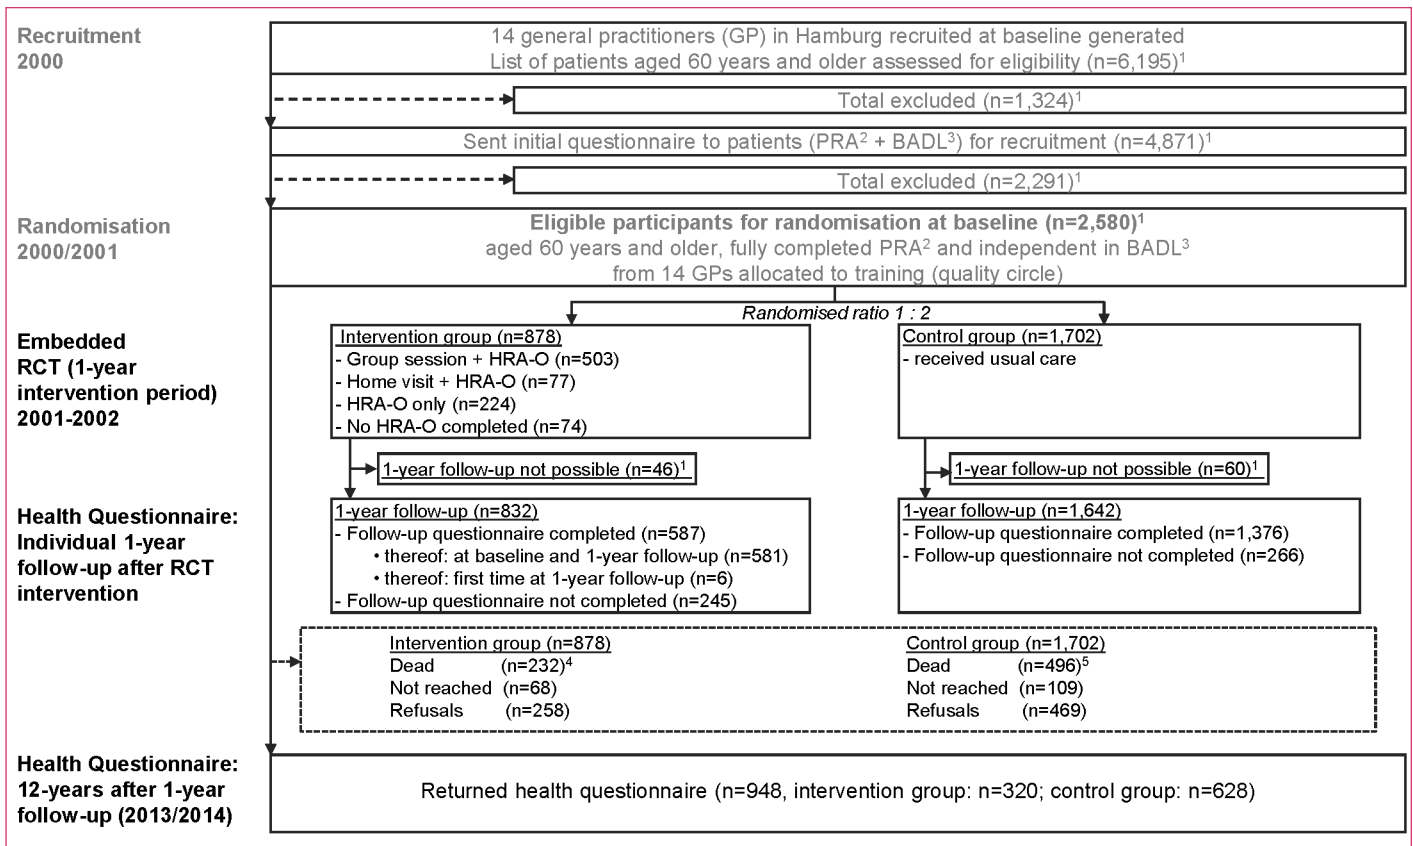 Recruitment
2000
14 general practitioners (GP) in Hamburg recruited at baseline generated
List of patients aged 60 years and older assessed for eligibility (n=6,195)1
Total excluded (n=1,324)1
Sent initial questionnaire to patients (PRA2 + BADL3) for recruitment (n=4,871)1
Total excluded (n=2,291)1
Randomisation
2000/2001
Eligible participants for randomisation at baseline (n=2,580)1
aged 60 years and older, fully completed PRA2 and independent in BADL3
from 14 GPs allocated to training (quality circle)
Randomised ratio 1 : 2
Embedded
RCT (1-year
intervention period)
2001-2002
Intervention group (n=878)
- Group session + HRA-O (n=503)
- Home visit + HRA-O (n=77)
- HRA-O only (n=224)
- No HRA-O completed (n=74)
Control group (n=1,702)
- received usual care
1-year follow-up not possible (n=46)1
1-year follow-up not possible (n=60)1
Health Questionnaire:
Individual 1-year
follow-up after RCT
intervention
1-year follow-up (n=832)
- Follow-up questionnaire completed (n=587)
• thereof: at baseline and 1-year follow-up (n=581)
• thereof: first time at 1-year follow-up (n=6)
- Follow-up questionnaire not completed (n=245)
1-year follow-up (n=1,642)
- Follow-up questionnaire completed (n=1,376)
- Follow-up questionnaire not completed (n=266)
Intervention group (n=878)
Dead (n=232)4
Not reached (n=68)
Refusals (n=258)
Control group (n=1,702)
Dead (n=496)5
Not reached (n=109)
Refusals (n=469)
Health Questionnaire:
12-years after 1-year
follow-up (2013/2014)
Returned health questionnaire (n=948, intervention group: n=320; control group: n=628)